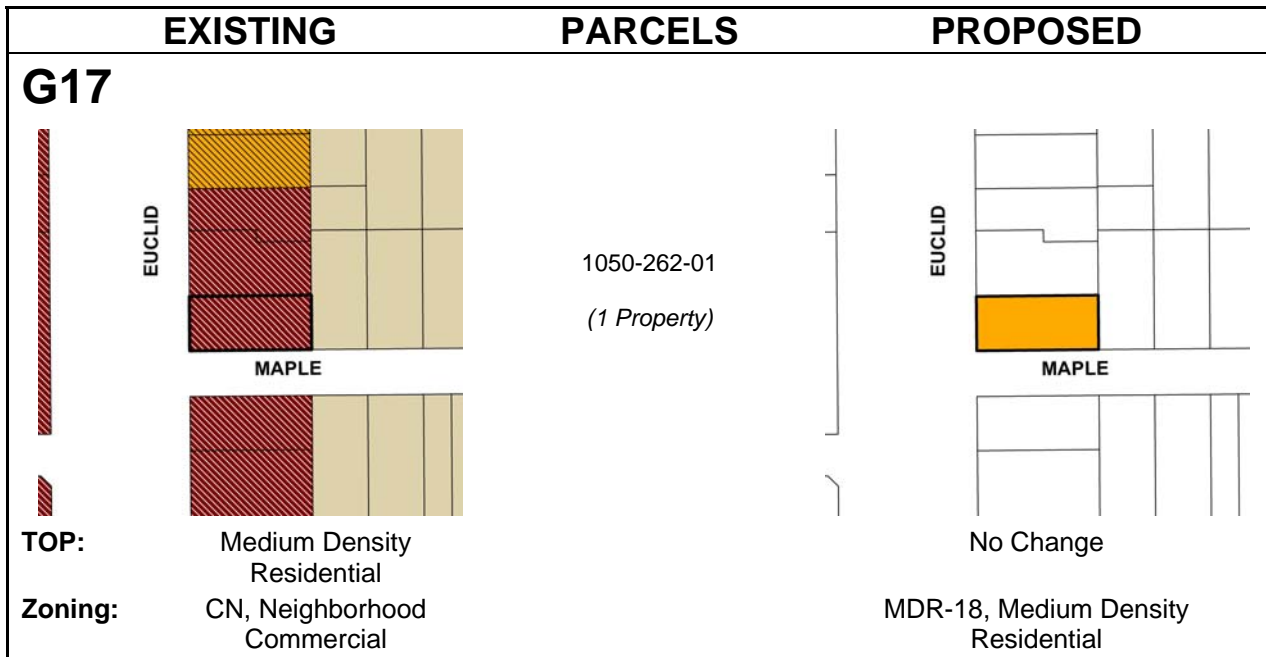 EXISTING PARCELS PROPOSED
G17
EUCLID
MAPLE
1050-262-01
(1 Property)
EUCLID
MAPLE
TOP: Medium Density
Residential
No Change
Zoning: CN, Neighborhood
Commercial
MDR-18, Medium Density
Residential